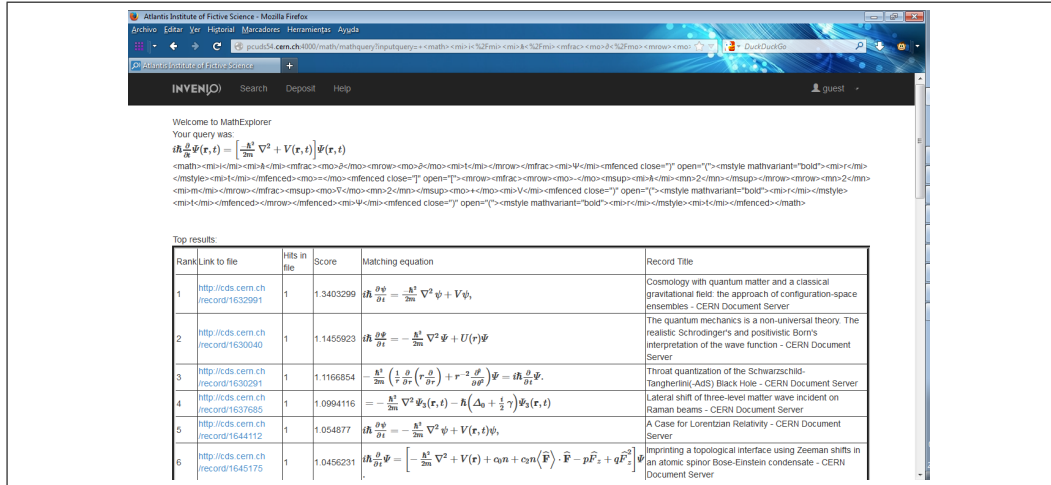 Atlantis Institute of Fictive Science - Mozilla Firefox
Archivo Editar Ver Historial Marcadores Herramientas Ayuda
pcuds54.cern.ch:4000/math/mathquery?inputquery=+<math><mi>i<%2Fmi><mi>ℏ<%2Fmi><mfrac><mo>∂<%2Fmo><mrow><mo> DuckDuckGo
Atlantis Institute of Fictive Science
INVENIO Search Deposit Help guest
Welcome to MathExplorer
Your query was:
iℏ ∂/∂t Ψ(r, t) = [−ℏ²/2m ∇² + V(r, t)] Ψ(r, t)
<math><mi>i</mi><mi>ℏ</mi><mfrac><mo>∂</mo><mrow><mo>∂</mo><mi>t</mi></mrow></mfrac><mi>Ψ</mi><mfenced close=")" open="("><mstyle mathvariant="bold"><mi>r</mi>
</mstyle><mi>t</mi></mfenced><mo>=</mo><mfenced close="]" open="["><mrow><mfrac><mrow><mo>-</mo><msup><mi>ℏ</mi><mn>2</mn></msup></mrow><mrow><mn>2</mn>
<mi>m</mi></mrow></mfrac><msup><mo>∇</mo><mn>2</mn></msup><mo>+</mo><mi>V</mi><mfenced close=")" open="("><mstyle mathvariant="bold"><mi>r</mi></mstyle>
<mi>t</mi></mfenced></mrow></mfenced><mi>Ψ</mi><mfenced close=")" open="("><mstyle mathvariant="bold"><mi>r</mi></mstyle><mi>t</mi></mfenced></math>
Top results:
Rank Link to file Hits in file Score Matching equation Record Title
1 http://cds.cern.ch/record/1632991 1 1.3403299 iℏ ∂ψ/∂t = −ℏ²/2m ∇² ψ + Vψ, Cosmology with quantum matter and a classical
gravitational field: the approach of configuration-space
ensembles - CERN Document Server
2 http://cds.cern.ch/record/1630040 1 1.1455923 iℏ ∂Ψ/∂t = − ℏ²/2m ∇² Ψ + U(r)Ψ The quantum mechanics is a non-universal theory. The
realistic Schrodinger's and positivistic Born's
interpretation of the wave function - CERN Document
Server
3 http://cds.cern.ch/record/1630291 1 1.1166854 − ℏ²/2m (1/r ∂/∂r (r ∂/∂r) + r⁻² ∂²/∂θ²) Ψ = iℏ ∂/∂t Ψ. Throat quantization of the Schwarzschild-
Tangherlini(-AdS) Black Hole - CERN Document Server
4 http://cds.cern.ch/record/1637685 1 1.0994116 = − ℏ²/2m ∇² Ψ₃(r, t) − ℏ(Δ₀ + i/2 γ)Ψ₃(r, t) Lateral shift of three-level matter wave incident on
Raman beams - CERN Document Server
5 http://cds.cern.ch/record/1644112 1 1.054877 iℏ ∂ψ/∂t = − ℏ²/2m ∇² ψ + V(r, t)ψ, A Case for Lorentzian Relativity - CERN Document
Server
6 http://cds.cern.ch/record/1645175 1 1.0456231 iℏ ∂/∂t Ψ = [− ℏ²/2m ∇² + V(r) + c₀n + c₂n⟨F̂⟩ · F̂ − pF̂_z + qF̂_z²] Ψ . Imprinting a topological interface using Zeeman shifts in
an atomic spinor Bose-Einstein condensate - CERN
Document Server